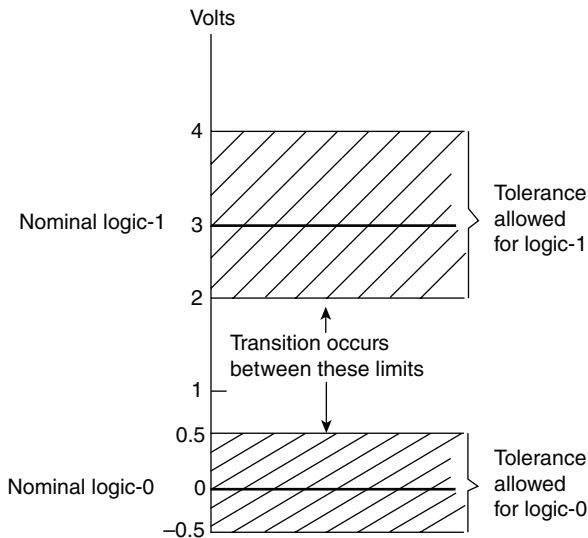 Volts
4
Nominal logic-1
3
Tolerance
allowed
for logic-1
2
Transition occurs
between these limits
1
0.5
Nominal logic-0
0
Tolerance
allowed
for logic-0
−0.5